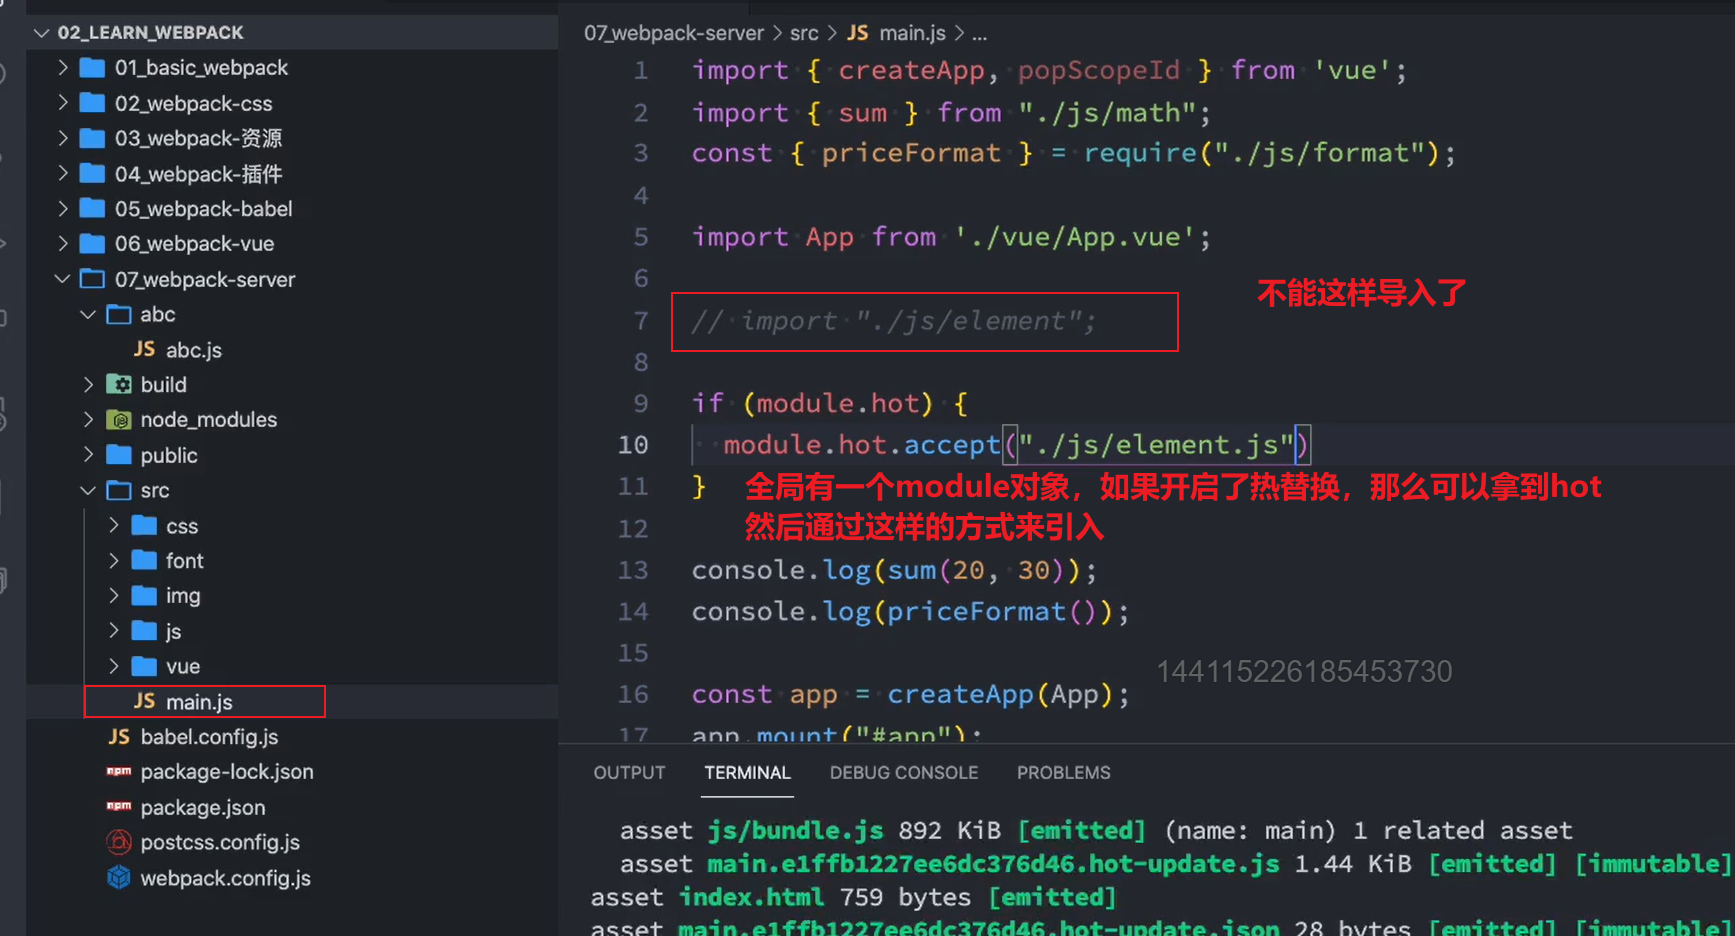 02_LEARN_WEBPACK
01_basic_webpack
02_webpack-css
03_webpack-资源
04_webpack-插件
05_webpack-babel
06_webpack-vue
07_webpack-server
abc
JS abc.js
build
node_modules
public
src
css
font
img
js
vue
JS main.js
JS babel.config.js
npm package-lock.json
npm package.json
postcss.config.js
webpack.config.js
07_webpack-server > src > JS main.js > ...
1 import { createApp, popScopeId } from 'vue';
2 import { sum } from "./js/math";
3 const { priceFormat } = require("./js/format");
4
5 import App from './vue/App.vue';
6
不能这样导入了
7 // import "./js/element";
8
9 if (module.hot) {
10 module.hot.accept("./js/element.js")
11 }
全局有一个module对象，如果开启了热替换，那么可以拿到hot
12
然后通过这样的方式来引入
13 console.log(sum(20, 30));
14 console.log(priceFormat());
15
144115226185453730
16 const app = createApp(App);
17 app.mount("#app");
OUTPUT TERMINAL DEBUG CONSOLE PROBLEMS
asset js/bundle.js 892 KiB [emitted] (name: main) 1 related asset
asset main.e1ffb1227ee6dc376d46.hot-update.js 1.44 KiB [emitted] [immutable]
asset index.html 759 bytes [emitted]
asset main.e1ffb1227ee6dc376d46.hot-update.json 28 bytes [emitted] [immutable]